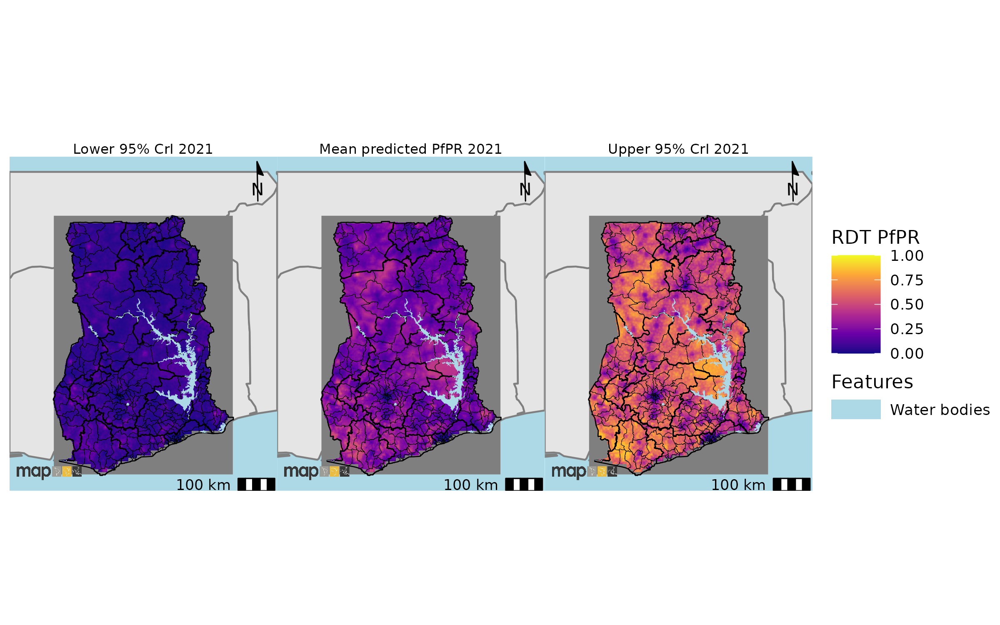 Lower 95% CrI 2021
Mean predicted PfPR 2021
Upper 95% CrI 2021
N
N
N
map
map
map
100 km
100 km
100 km
RDT PfPR
1.00
0.75
0.50
0.25
0.00
Features
Water bodies